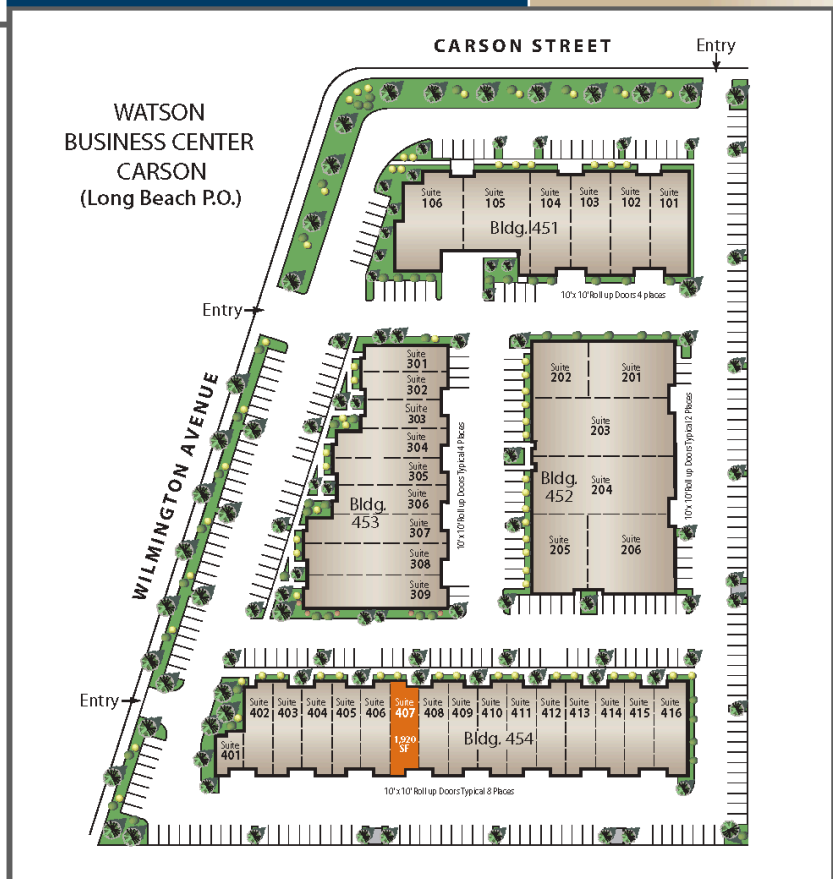 CARSON STREET
Entry
WATSON
BUSINESS CENTER
CARSON
(Long Beach P.O.)
Suite
106
Suite
105
Suite
104
Suite
103
Suite
102
Suite
101
Bldg. 451
10'x 10' Roll up Doors 4 places
Entry
WILMINGTON AVENUE
Suite
301
Suite
302
Suite
303
Suite
304
Suite
305
Suite
306
Suite
307
Suite
308
Suite
309
Bldg.
453
10'x 10' Roll up Doors Typical 4 Places
Suite
202
Suite
201
Suite
203
Bldg.
452
Suite
204
Suite
205
Suite
206
10'x 10' Roll up Doors Typical 2 Places
Entry
Suite
401
Suite
402
Suite
403
Suite
404
Suite
405
Suite
406
Suite
407
1,920
SF
Suite
408
Suite
409
Suite
410
Suite
411
Suite
412
Suite
413
Suite
414
Suite
415
Suite
416
Bldg. 454
10'x 10' Roll up Doors Typical 8 Places